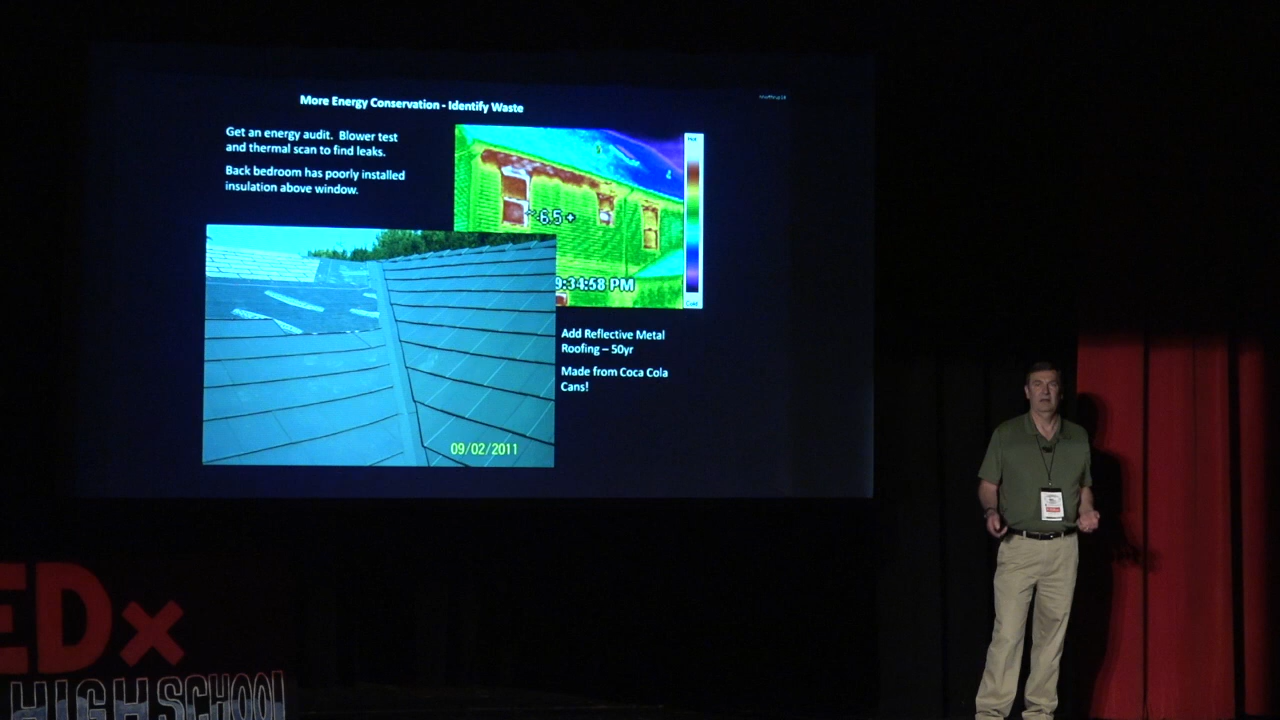 More Energy Conservation - Identify Waste
Get an energy audit. Blower test
and thermal scan to find leaks.
Back bedroom has poorly installed
insulation above window.
Hot
-6.5
9:34:58 PM
Cold
09/02/2011
Add Reflective Metal
Roofing – 50yr
Made from Coca Cola
Cans!
EDx
HIGH SCHOOL